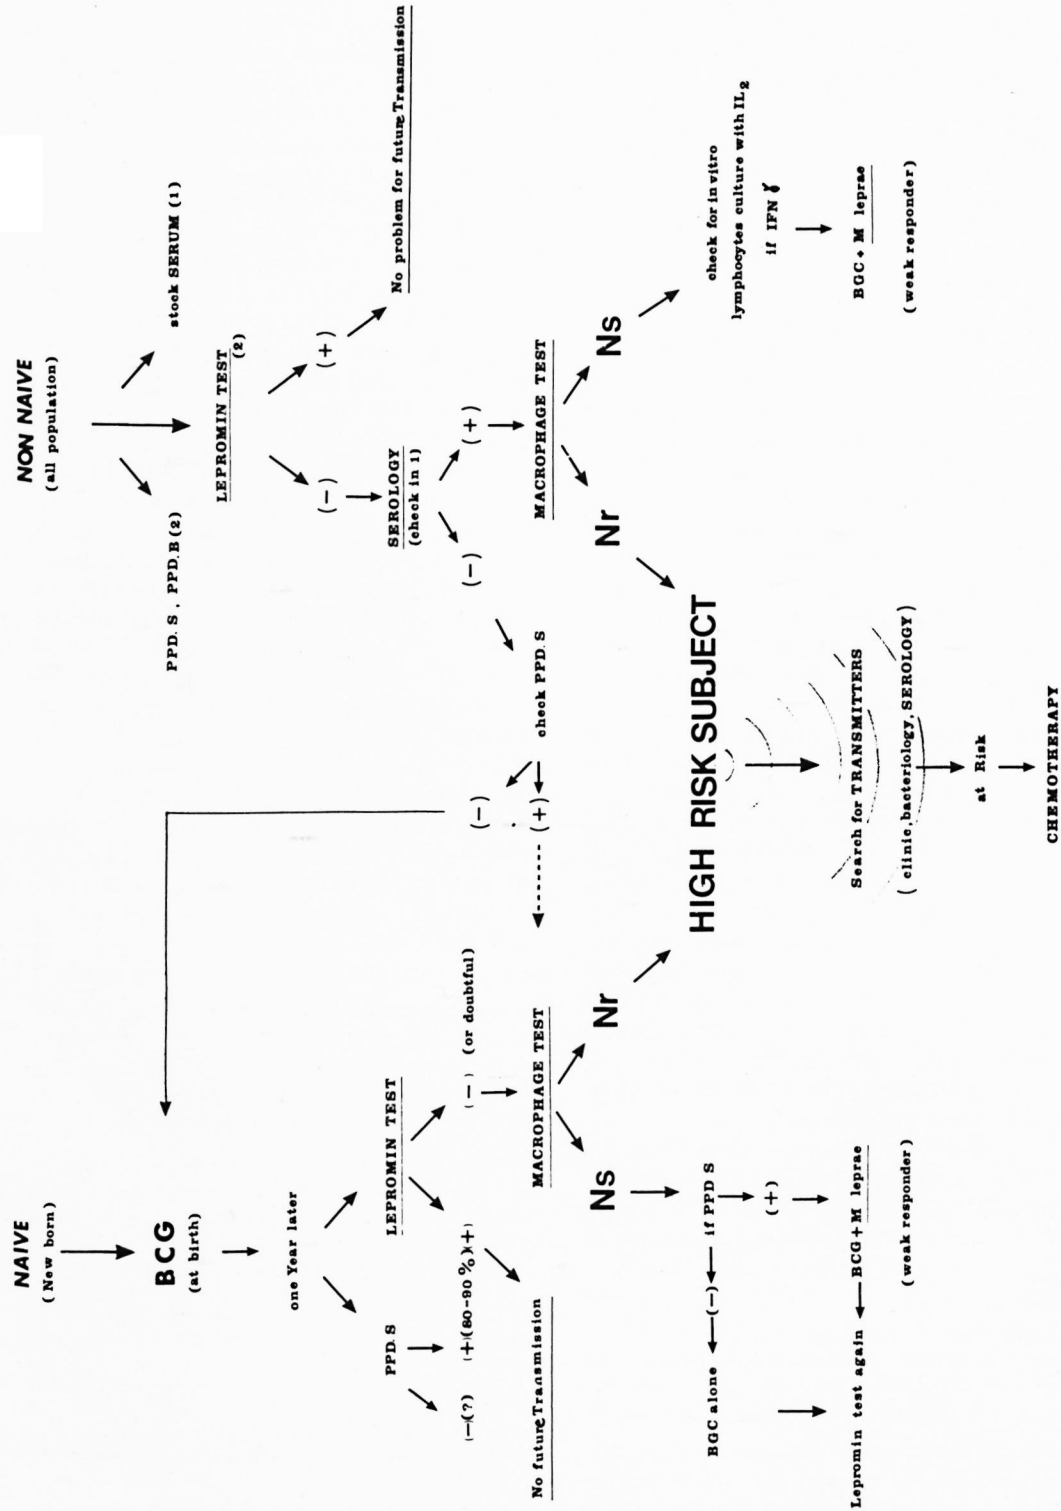 NAIVE
( New born )
BCG
(at birth)
one Year later
PPD.S
LEPROMIN TEST
(−)(?)
(+)(80-90%)
(+)
(−) (or doubtful)
No future Transmission
MACROPHAGE TEST
Ns
Nr
BGC alone
(−)
if PPD S
(+)
Lepromin test again
BCG+M leprae
(weak responder)
NON NAIVE
(all population)
PPD. S , PPD.B (2)
stock SERUM (1)
LEPROMIN TEST
(2)
(−)
(+)
No problem for future Transmission
SEROLOGY
(check in 1)
(−)
(+)
check PPD.S
(−)
(+)
MACROPHAGE TEST
Nr
Ns
check for in vitro
lymphocytes culture with IL2
if IFN γ
BGC + M leprae
(weak responder)
HIGH RISK SUBJECT
Search for TRANSMITTERS
( clinic, bacteriology, SEROLOGY )
at Risk
CHEMOTHERAPY